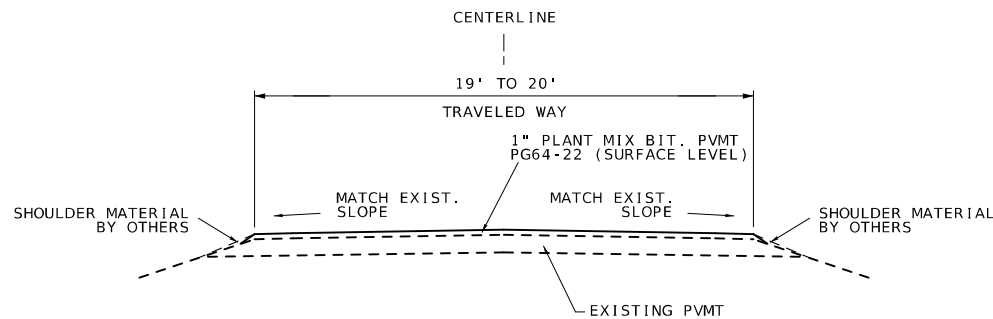 CENTERLINE
19' TO 20'
TRAVELED WAY
1" PLANT MIX BIT. PVMT
PG64-22 (SURFACE LEVEL)
MATCH EXIST.
SLOPE
MATCH EXIST.
SLOPE
SHOULDER MATERIAL
BY OTHERS
SHOULDER MATERIAL
BY OTHERS
EXISTING PVMT